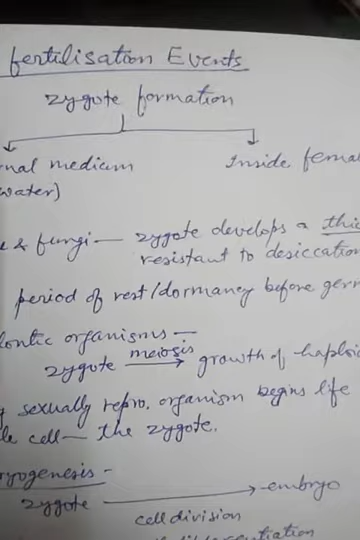 fertilisation Events
zygote formation
nal medium Inside fema
water)
e & fungi — zygote develops a thic
resistant to desiccation
period of rest/dormancy before germ
lontic organisms —
zygote meiosis → growth of haploi
y sexually repro. organism begins life
le cell — the zygote.
ryogenesis -
zygote → embryo
cell division